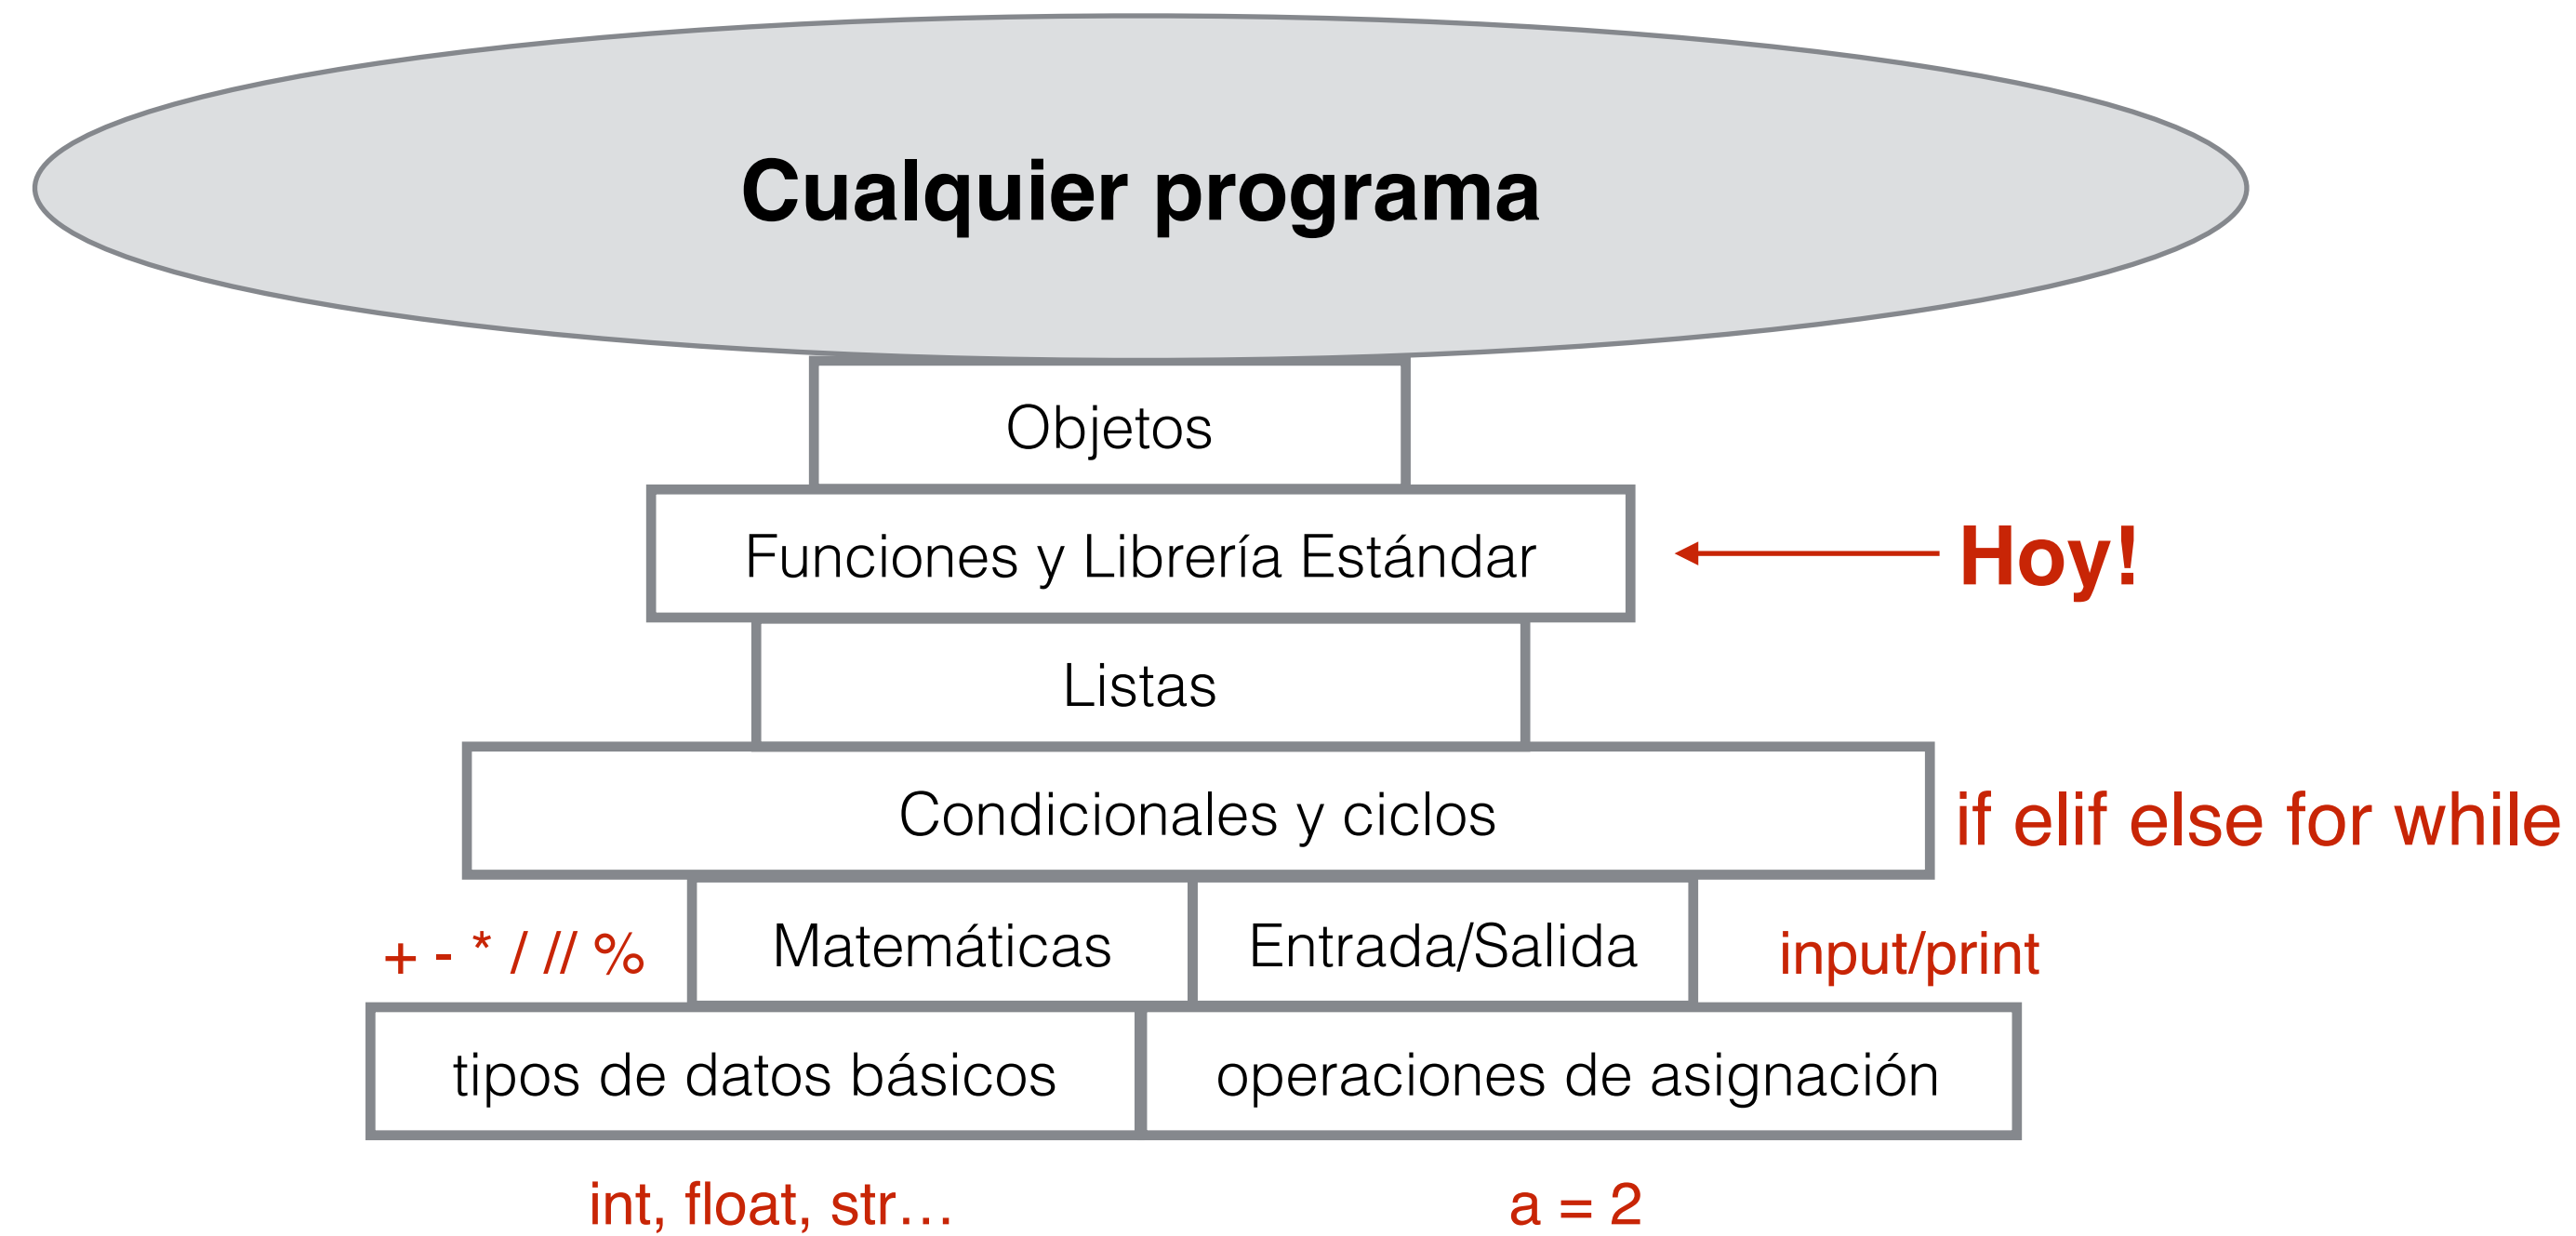 Cualquier programa
Objetos
Funciones y Librería Estándar
Hoy!
Listas
Condicionales y ciclos
if elif else for while
+ - * / // %
Matemáticas
Entrada/Salida
input/print
tipos de datos básicos
operaciones de asignación
int, float, str…
a = 2